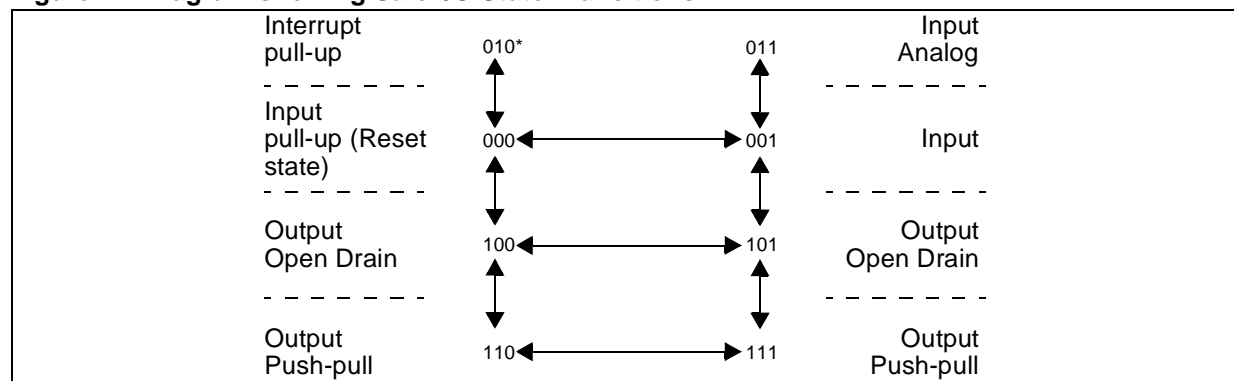 Interrupt
pull-up
010*
011
Input
Analog
Input
pull-up (Reset
state)
000
001
Input
Output
Open Drain
100
101
Output
Open Drain
Output
Push-pull
110
111
Output
Push-pull